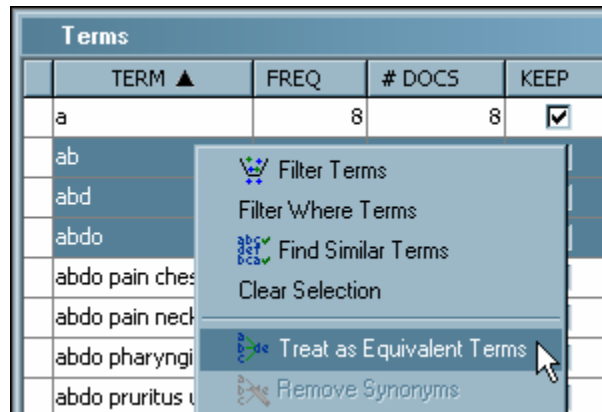 Terms
TERM ▲ FREQ # DOCS KEEP
a 8 8
ab
Filter Terms
abd
Filter Where Terms
abdo
Find Similar Terms
abdo pain ches
Clear Selection
abdo pain neck
abdo pharyngi
Treat as Equivalent Terms
abdo pruritus u
Remove Synonyms